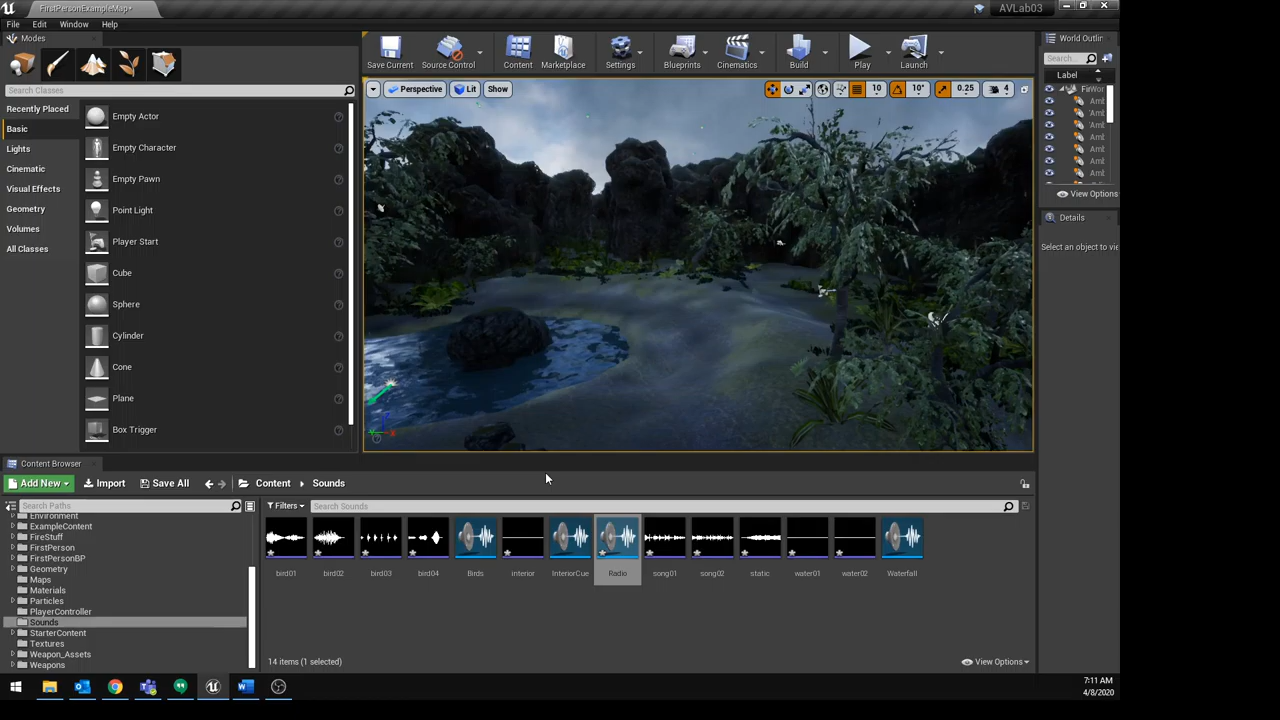 FirstPersonExampleMap*
AVLab03
File Edit Window Help
Modes
Save Current
Source Control
Content
Marketplace
Settings
Blueprints
Cinematics
Build
Play
Launch
World Outlin
Search...
Label
Search Classes
Perspective
Lit
Show
10
10°
0.25
4
Recently Placed
Basic
Lights
Cinematic
Visual Effects
Geometry
Volumes
All Classes
Empty Actor
Empty Character
Empty Pawn
Point Light
Player Start
Cube
Sphere
Cylinder
Cone
Plane
Box Trigger
View Options
Details
Select an object to vie
Content Browser
Add New
Import
Save All
Content
Sounds
Search Paths
Filters
Search Sounds
Environment
ExampleContent
FireStuff
FirstPerson
FirstPersonBP
Geometry
Maps
Materials
Particles
PlayerController
Sounds
StarterContent
Textures
Weapon_Assets
Weapons
bird01
bird02
bird03
bird04
Birds
interior
InteriorCue
Radio
song01
song02
static
water01
water02
Waterfall
14 items (1 selected)
View Options
7:11 AM
4/8/2020